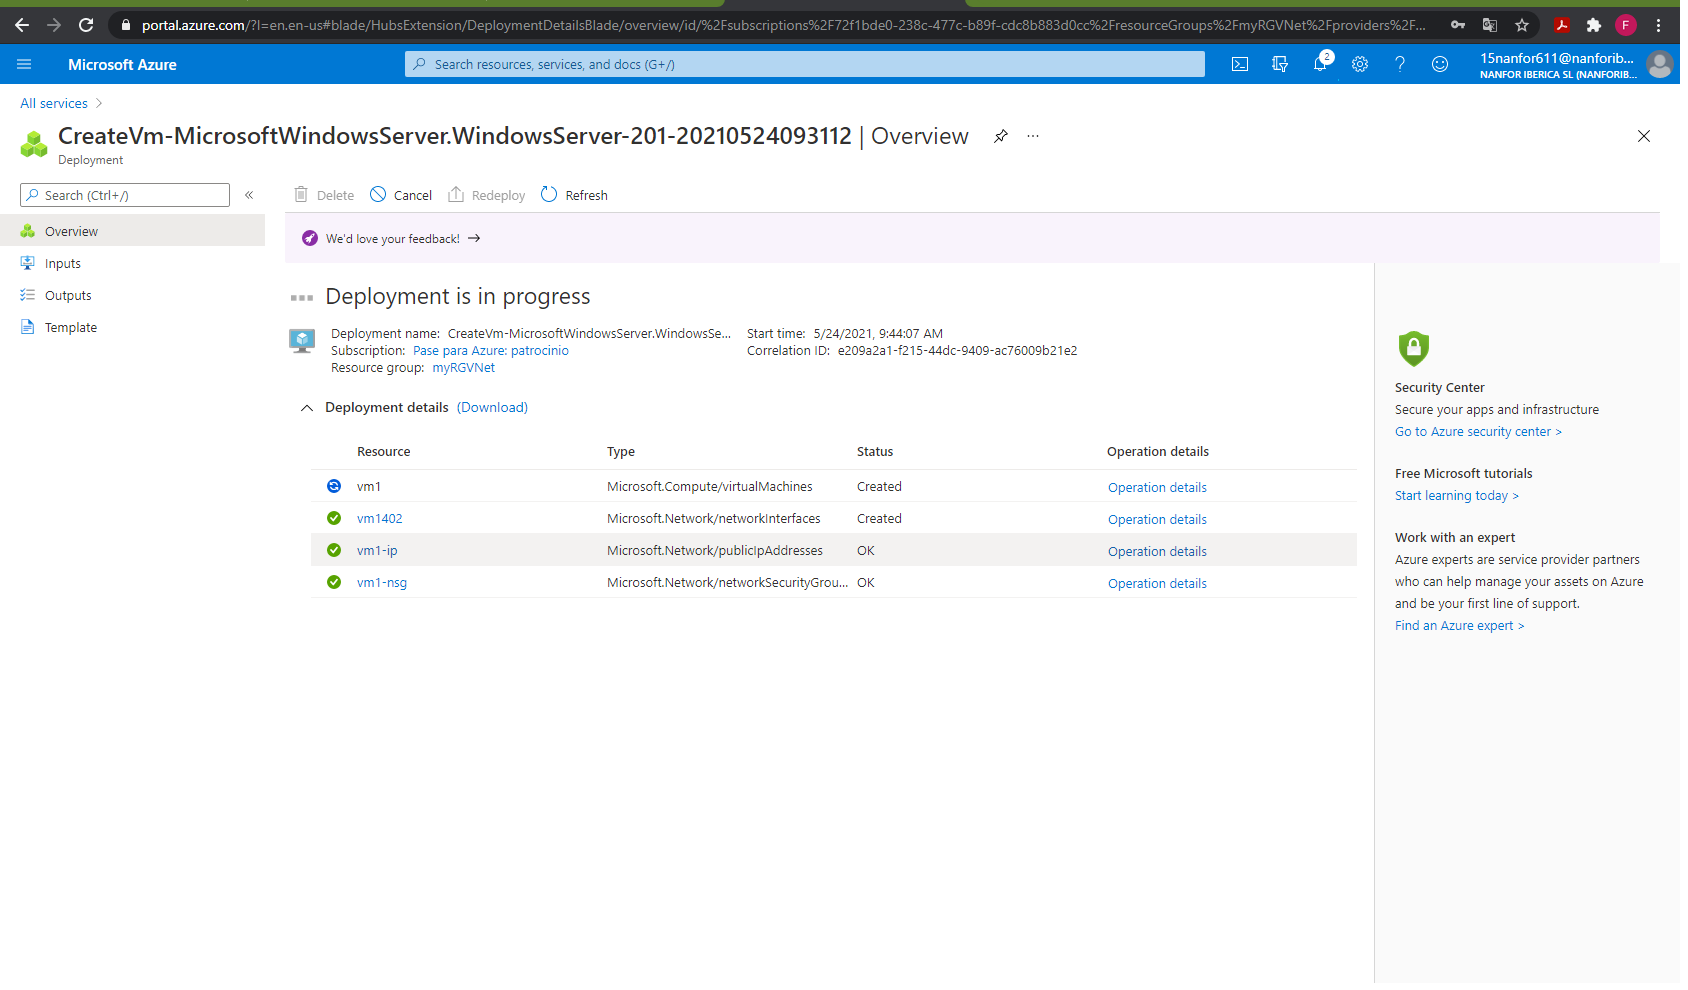 portal.azure.com/?l=en.en-us#blade/HubsExtension/DeploymentDetailsBlade/overview/id/%2Fsubscriptions%2F72f1bde0-238c-477c-b89f-cdc8b883d0cc%2FresourceGroups%2FmyRGVNet%2Fproviders%2F...
F
Microsoft Azure
Search resources, services, and docs (G+/)
2
15nanfor611@nanforib...
NANFOR IBERICA SL (NANFORIB...
All services >
CreateVm-MicrosoftWindowsServer.WindowsServer-201-20210524093112 | Overview
Deployment
Search (Ctrl+/)
«
Delete
Cancel
Redeploy
Refresh
Overview
Inputs
Outputs
Template
We'd love your feedback! →
Deployment is in progress
Deployment name: CreateVm-MicrosoftWindowsServer.WindowsSe...
Subscription: Pase para Azure: patrocinio
Resource group: myRGVNet
Start time: 5/24/2021, 9:44:07 AM
Correlation ID: e209a2a1-f215-44dc-9409-ac76009b21e2
Deployment details (Download)
Resource Type Status Operation details
vm1 Microsoft.Compute/virtualMachines Created Operation details
vm1402 Microsoft.Network/networkInterfaces Created Operation details
vm1-ip Microsoft.Network/publicIpAddresses OK Operation details
vm1-nsg Microsoft.Network/networkSecurityGrou... OK Operation details
Security Center
Secure your apps and infrastructure
Go to Azure security center >
Free Microsoft tutorials
Start learning today >
Work with an expert
Azure experts are service provider partners
who can help manage your assets on Azure
and be your first line of support.
Find an Azure expert >